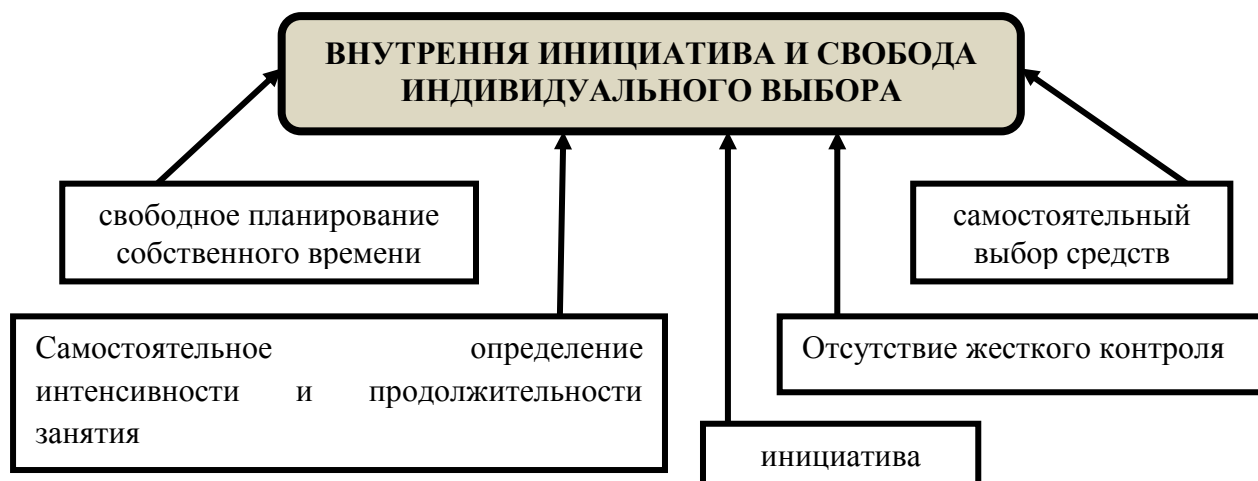 ВНУТРЕННЯ ИНИЦИАТИВА И СВОБОДА
ИНДИВИДУАЛЬНОГО ВЫБОРА
свободное планирование
собственного времени
самостоятельный
выбор средств
Самостоятельное определение
интенсивности и продолжительности
занятия
Отсутствие жесткого контроля
инициатива